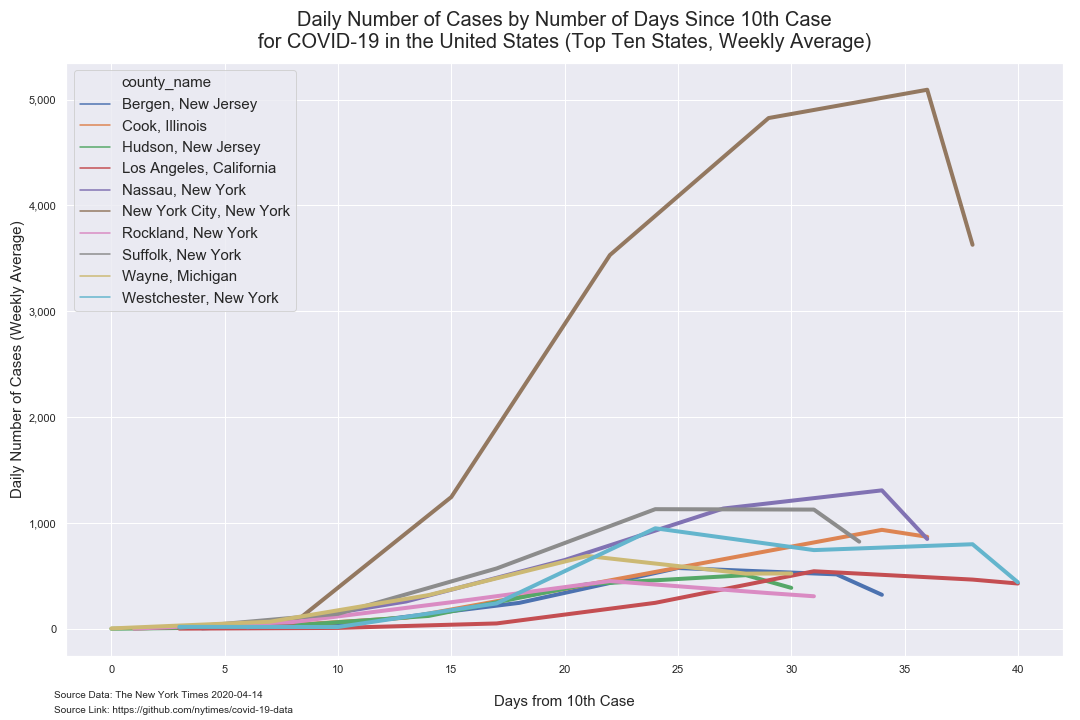 Daily Number of Cases by Number of Days Since 10th Case
for COVID-19 in the United States (Top Ten States, Weekly Average)
county_name
Bergen, New Jersey
Cook, Illinois
Hudson, New Jersey
Los Angeles, California
Nassau, New York
New York City, New York
Rockland, New York
Suffolk, New York
Wayne, Michigan
Westchester, New York
Daily Number of Cases (Weekly Average)
5,000
4,000
3,000
2,000
1,000
0
0 5 10 15 20 25 30 35 40
Days from 10th Case
Source Data: The New York Times 2020-04-14
Source Link: https://github.com/nytimes/covid-19-data